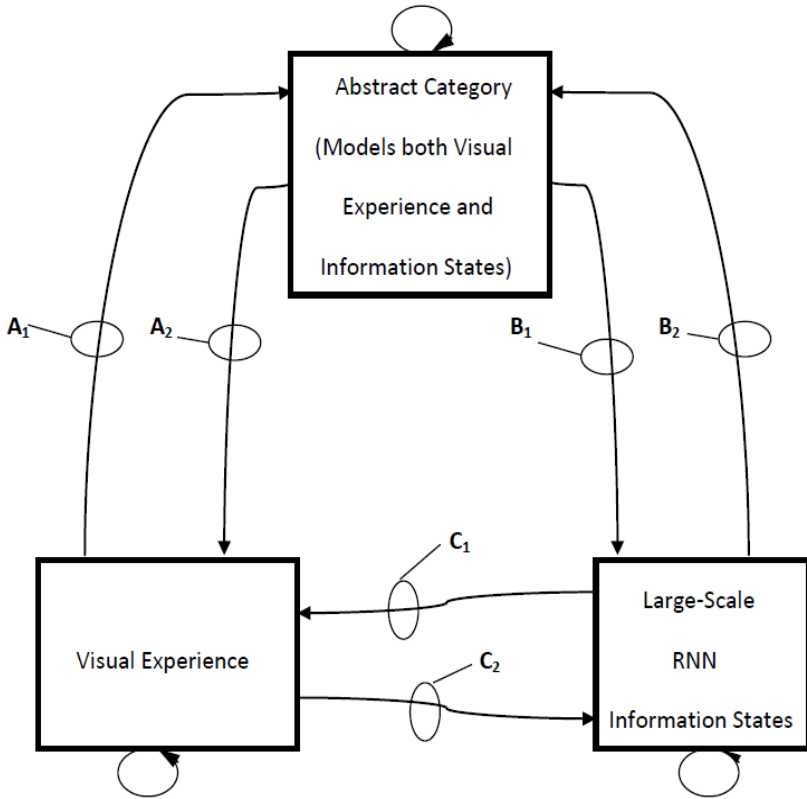 Abstract Category
(Models both Visual
Experience and
Information States)
A₁
A₂
B₁
B₂
C₁
Large-Scale
Visual Experience
RNN
C₂
Information States